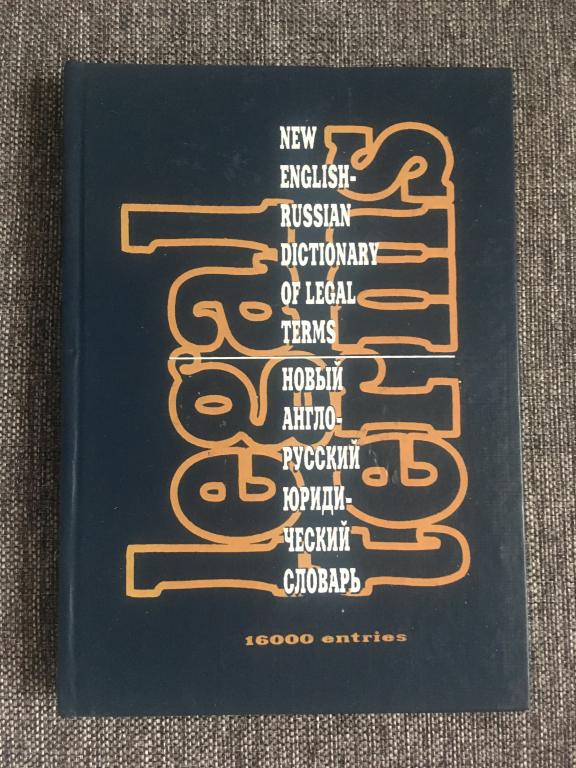 legal
terms
NEW
ENGLISH-
RUSSIAN
DICTIONARY
OF LEGAL
TERMS
НОВЫЙ
АНГЛО-
РУССКИЙ
ЮРИДИ-
ЧЕСКИЙ
СЛОВАРЬ
16000 entries